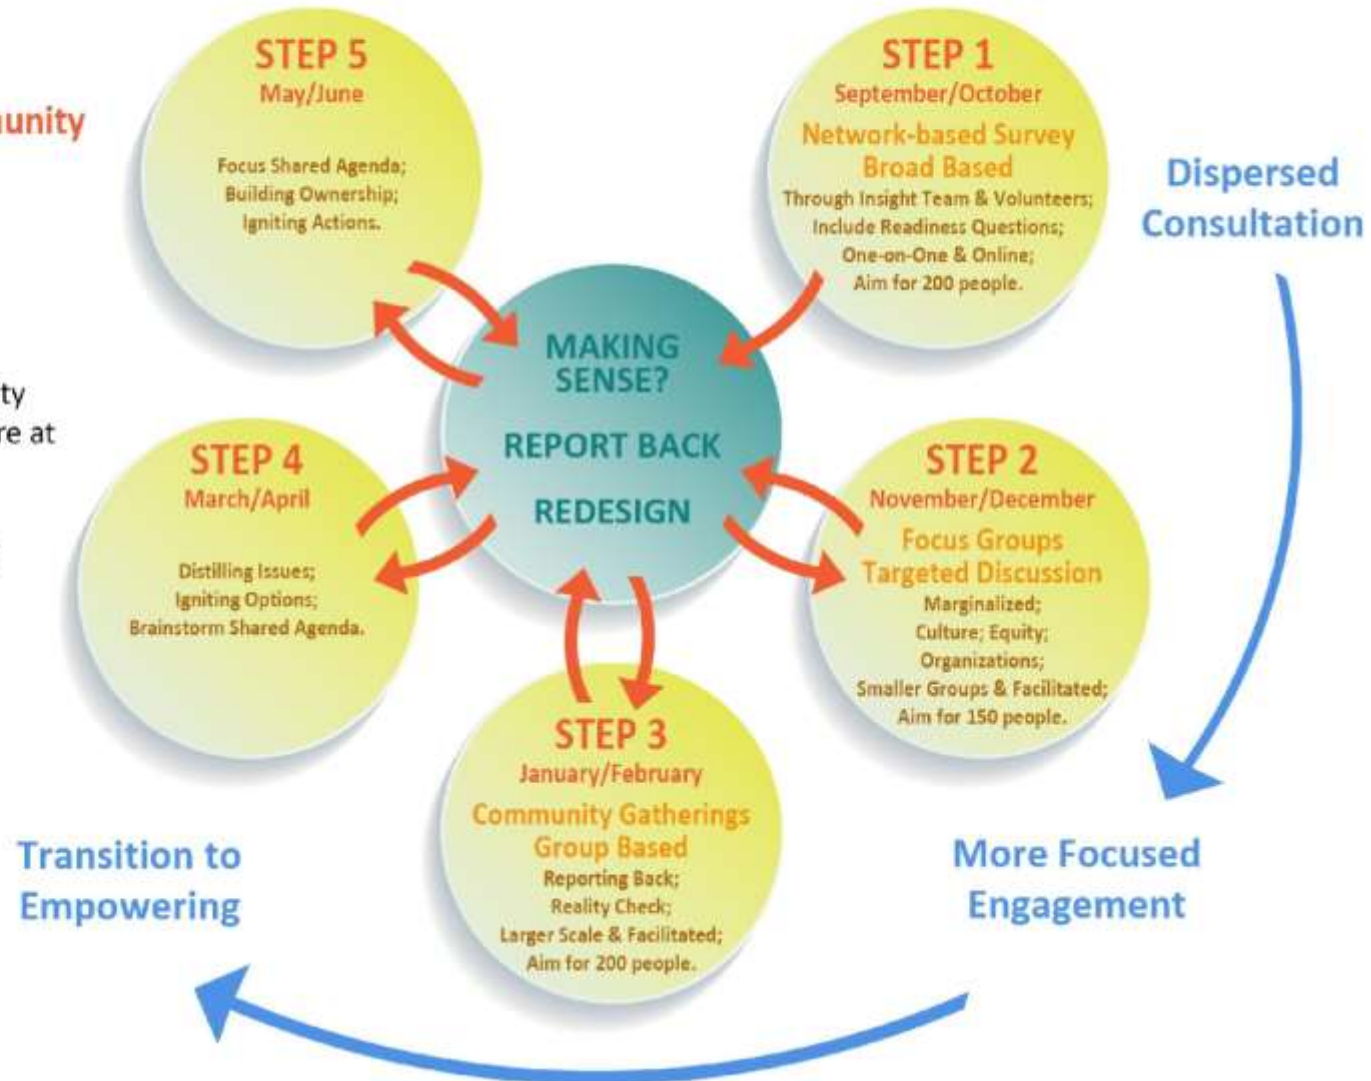 STEP 5
May/June
Focus Shared Agenda;
Building Ownership;
Igniting Actions.
STEP 1
September/October
Network-based Survey
Broad Based
Through Insight Team & Volunteers;
Include Readiness Questions;
One-on-One & Online;
Aim for 200 people.
unity
Dispersed
Consultation
MAKING
SENSE?
REPORT BACK
REDESIGN
ty
re at
STEP 4
March/April
Distilling Issues;
Igniting Options;
Brainstorm Shared Agenda.
STEP 2
November/December
Focus Groups
Targeted Discussion
Marginalized;
Culture; Equity;
Organizations;
Smaller Groups & Facilitated;
Aim for 150 people.
STEP 3
January/February
Community Gatherings
Group Based
Reporting Back;
Reality Check;
Larger Scale & Facilitated;
Aim for 200 people.
Transition to
Empowering
More Focused
Engagement